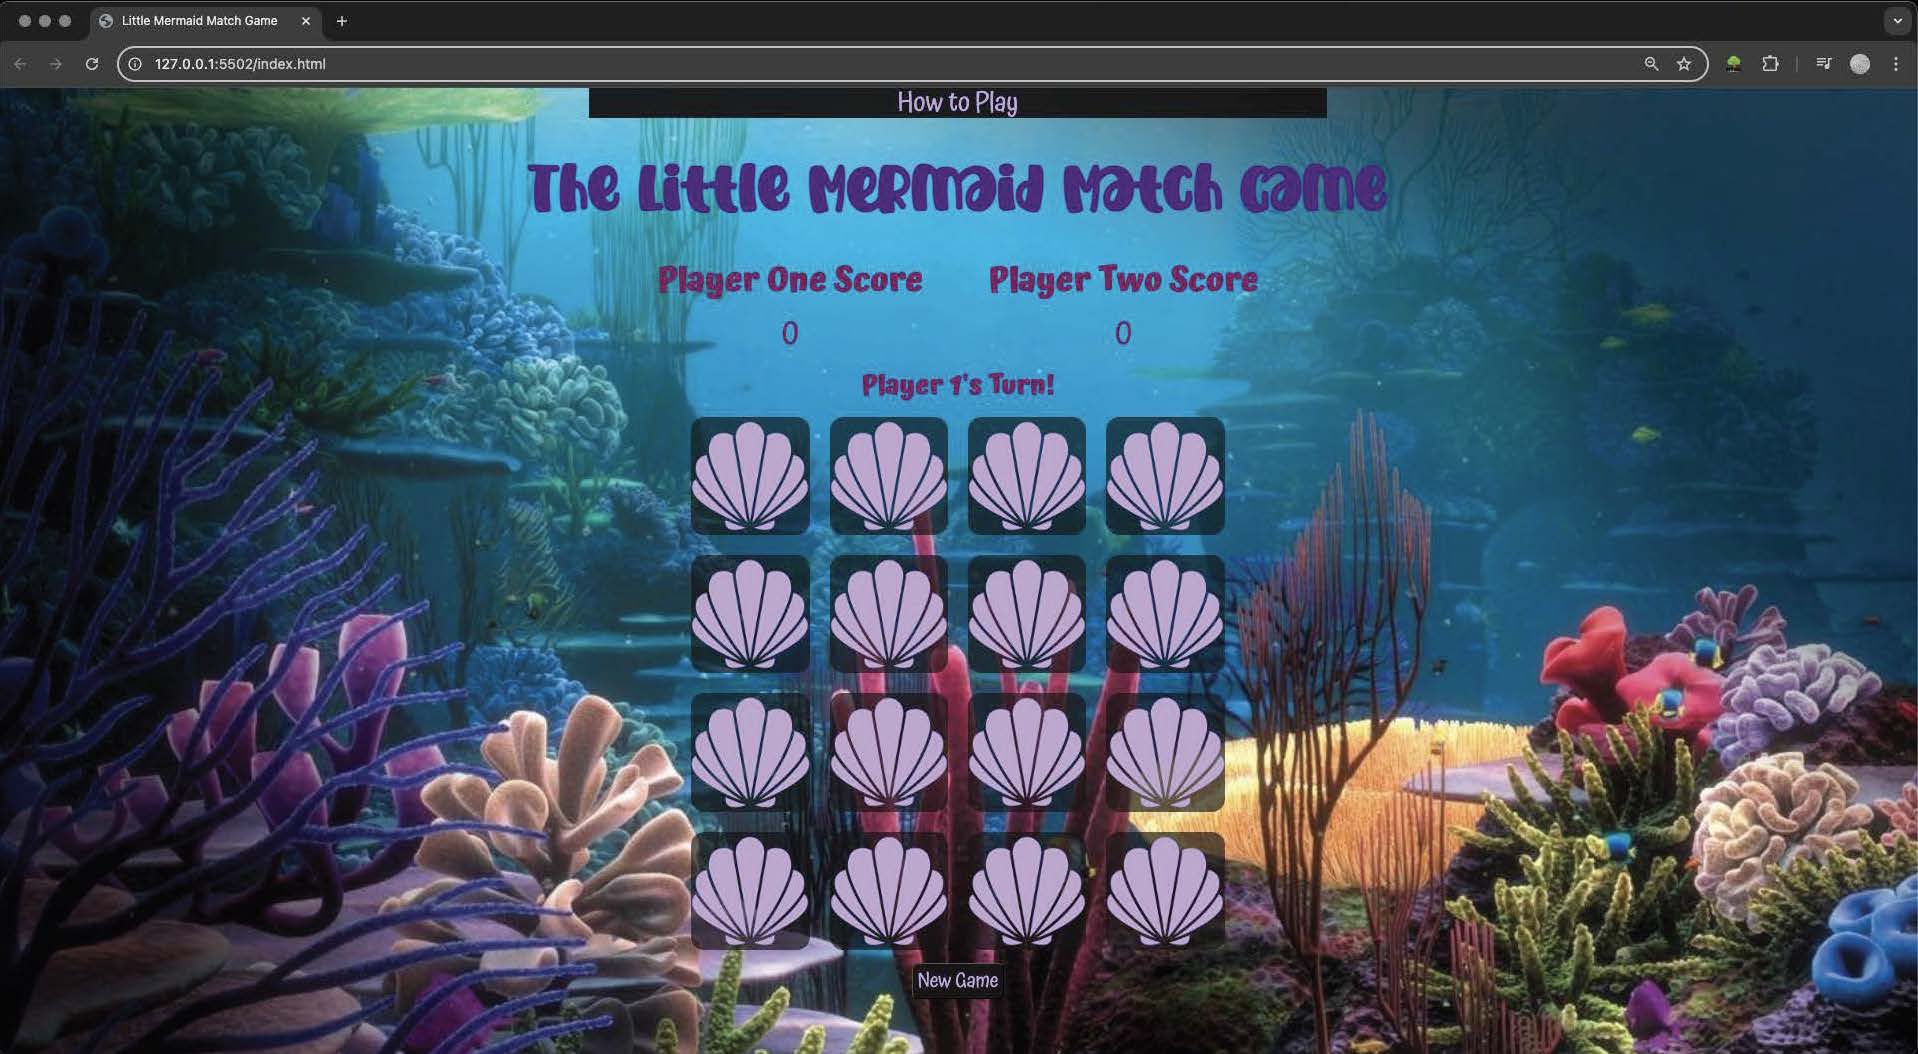 Little Mermaid Match Game
127.0.0.1:5502/index.html
How to Play
The Little Mermaid Match Game
Player One Score
Player Two Score
0
0
Player 1's Turn!
New Game